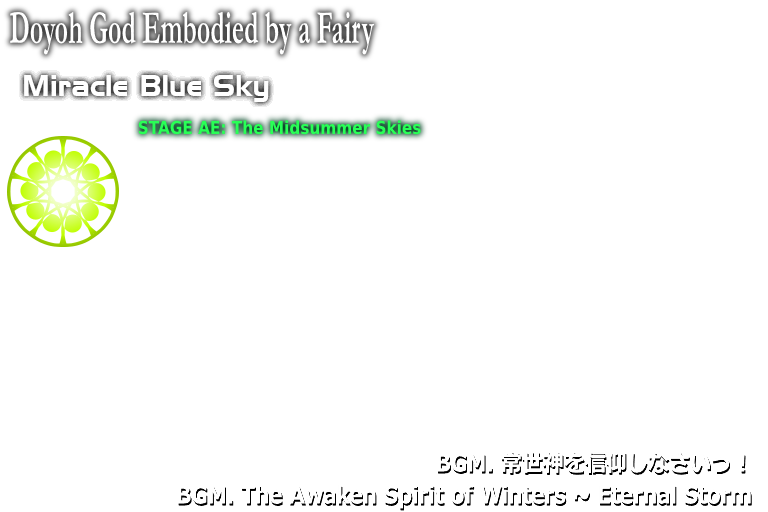 Doyoh God Embodied by a Fairy
Miracle Blue Sky
STAGE AE: The Midsummer Skies
BGM. 常世神を信仰しなさいっ！
BGM. The Awaken Spirit of Winters ~ Eternal Storm